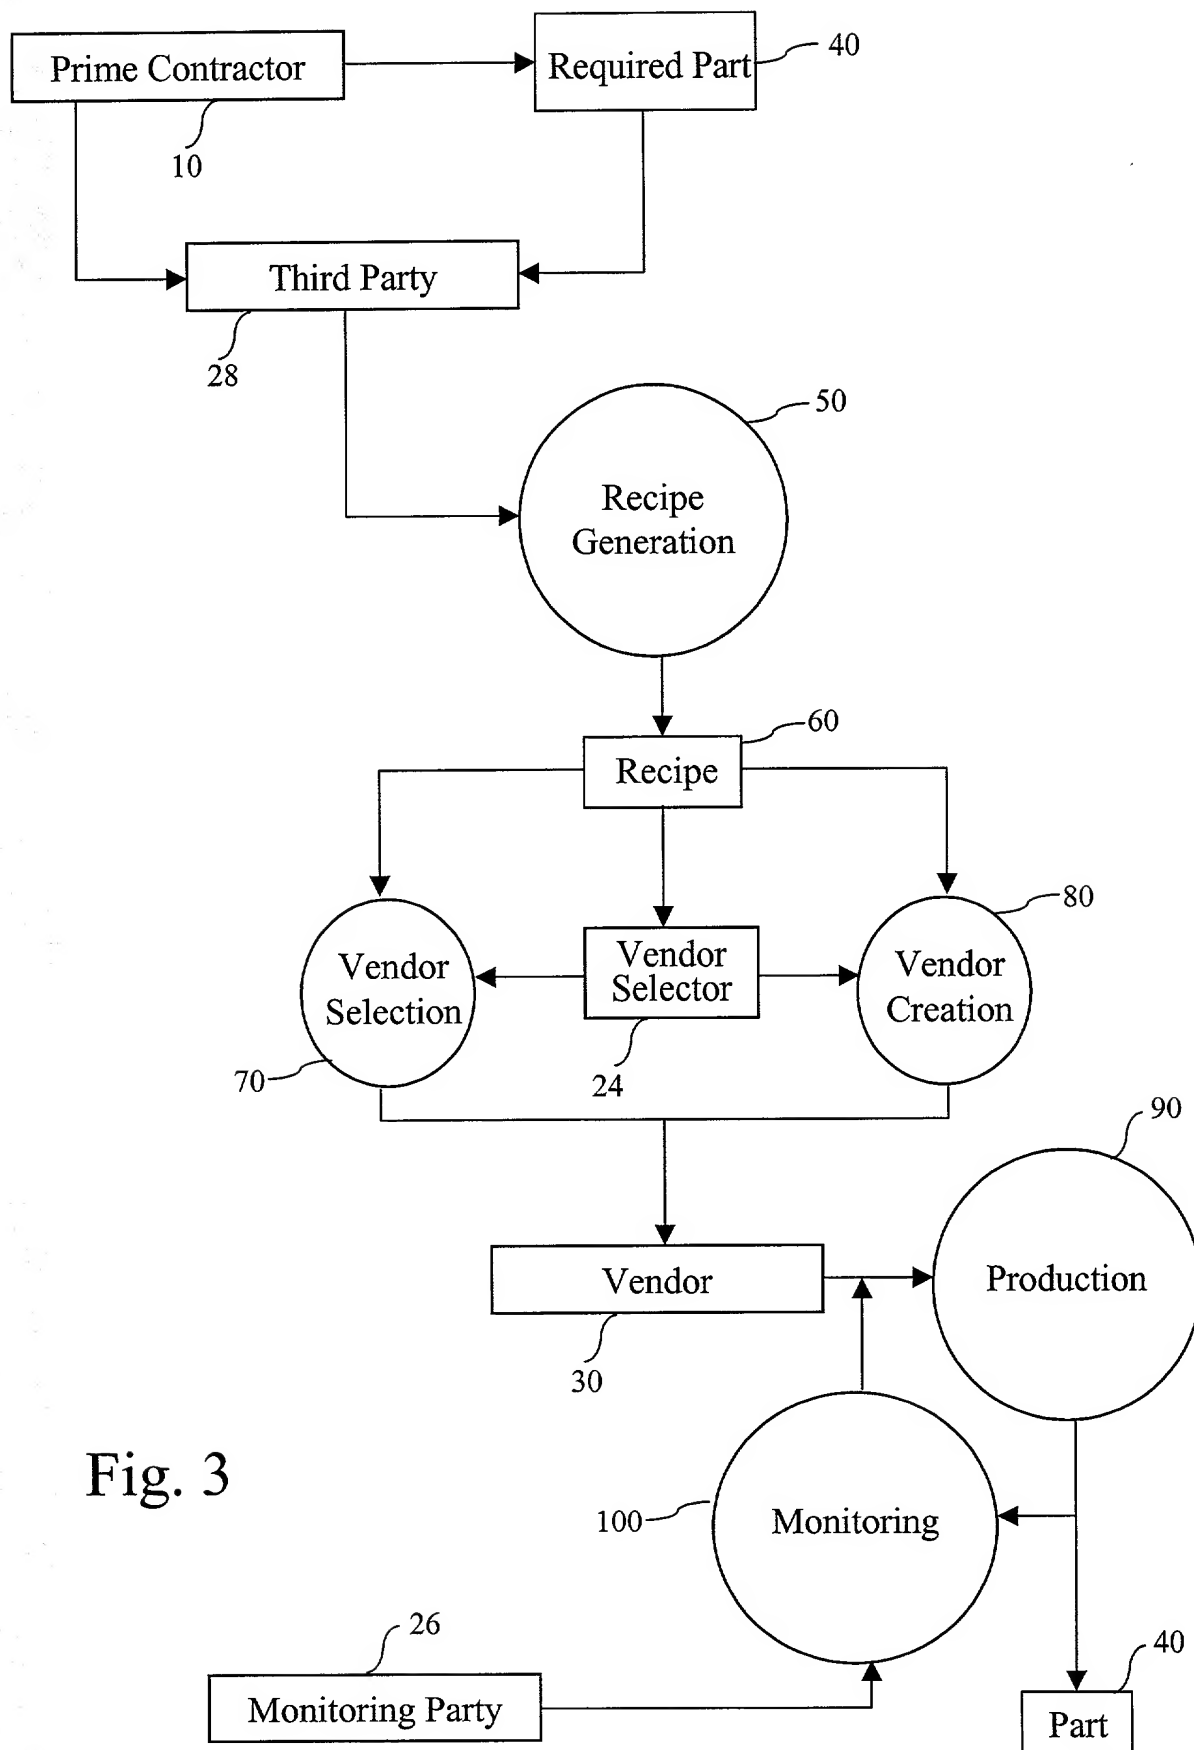 Prime Contractor
10
Required Part
40
Third Party
28
50
Recipe
Generation
60
Recipe
80
Vendor
Selection
Vendor
Selector
Vendor
Creation
70
24
90
Vendor
30
Production
Fig. 3
100
Monitoring
26
Monitoring Party
40
Part